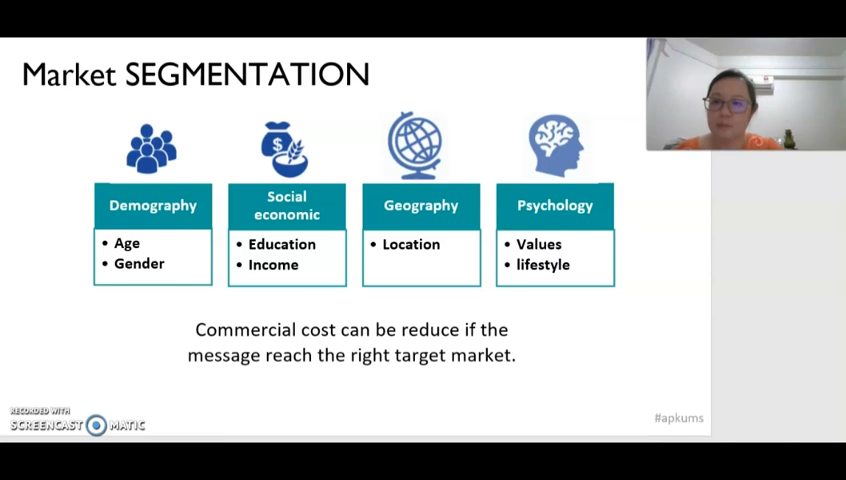 Market SEGMENTATION
$
Demography
Social
economic
Geography
Psychology
• Age
• Gender
• Education
• Income
• Location
• Values
• lifestyle
Commercial cost can be reduce if the
message reach the right target market.
RECORDED WITH
SCREENCAST MATIC
#apkums